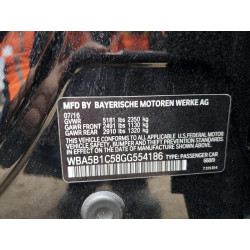 MFD BY BAYERISCHE MOTOREN WERKE AG
07/16
GVWR 5181 lbs 2350 kg
GAWR FRONT 2491 lbs 1130 kg
GAWR REAR 2910 lbs 1320 kg
THIS VEHICLE CONFORMS TO ALL APPLICABLE
U.S. FEDERAL MOTOR VEHICLE SAFETY, BUMPER, AND
THEFT PREVENTION STANDARDS IN EFFECT ON THE DATE
OF MANUFACTURE SHOWN ABOVE.
WBA5B1C58GG554186 TYPE: PASSENGER CAR